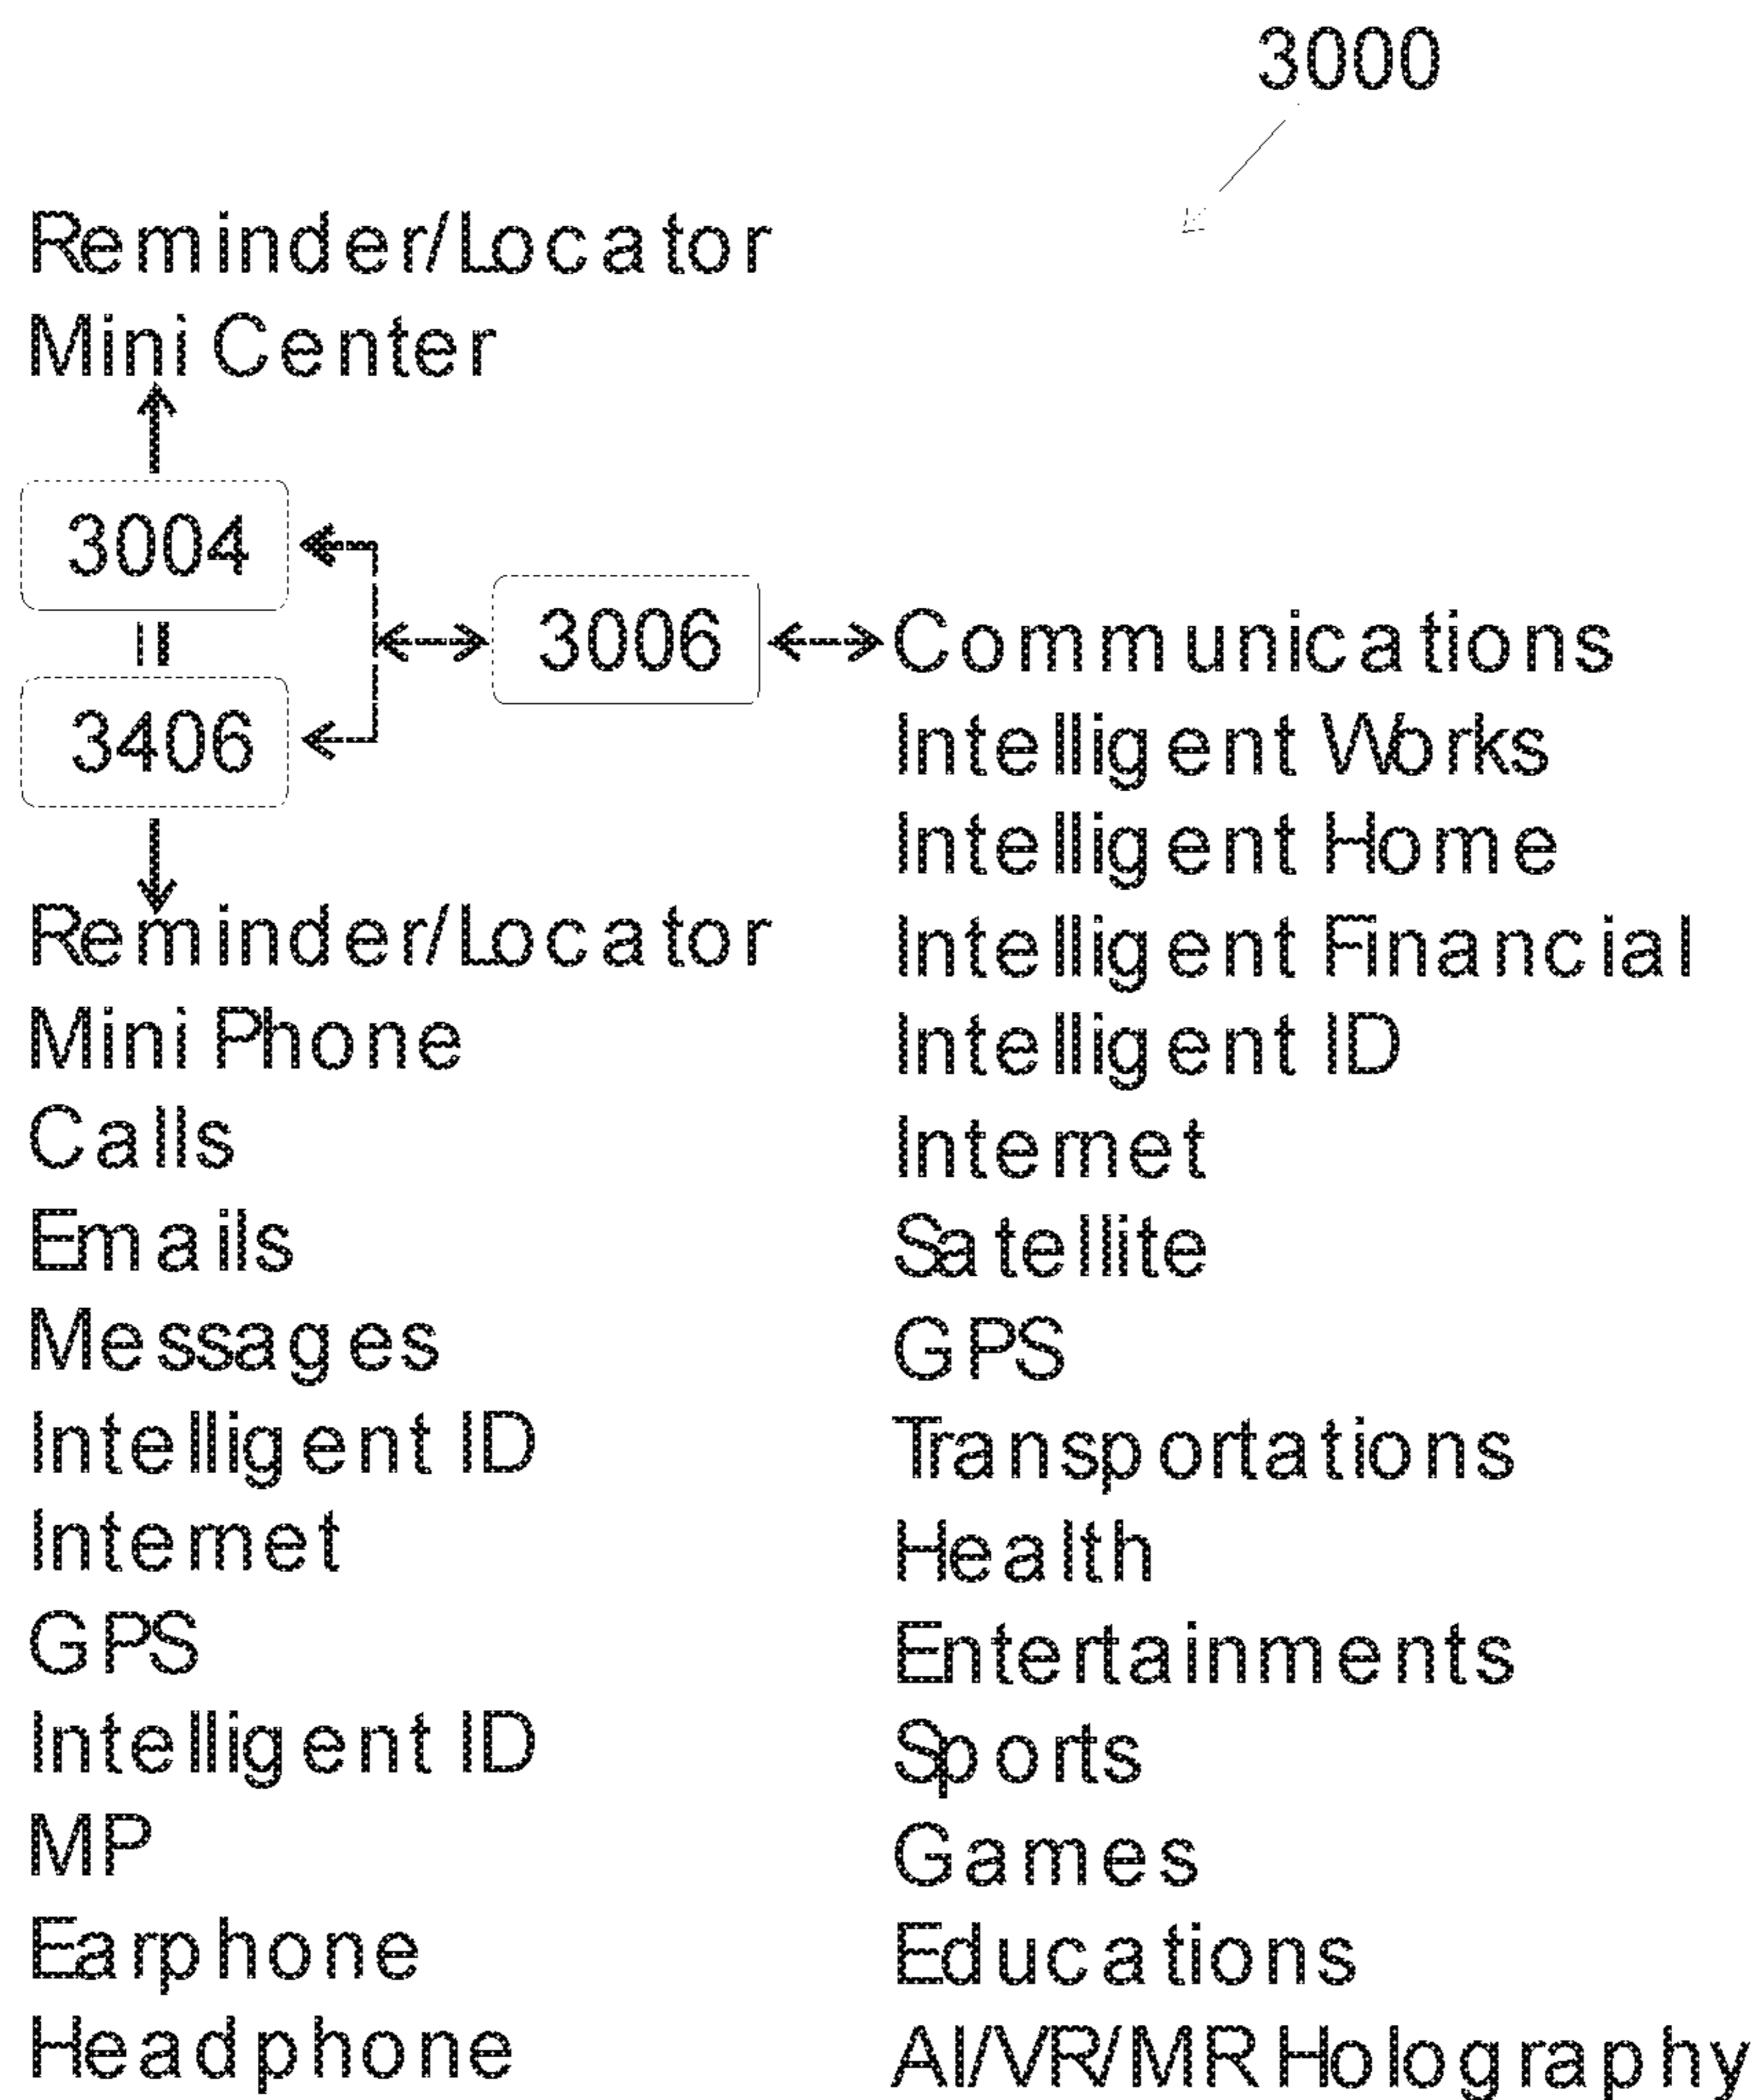 3000
Reminder/Locator
Mini Center
3004
3006
3406
Reminder/Locator
Mini Phone
Calls
Emails
Messages
Intelligent ID
Internet
GPS
Intelligent ID
MP
Earphone
Headphone
Communications
Intelligent Works
Intelligent Home
Intelligent Financial
Intelligent ID
Internet
Satellite
GPS
Transportations
Health
Entertainments
Sports
Games
Educations
AI/VR/MR Holography